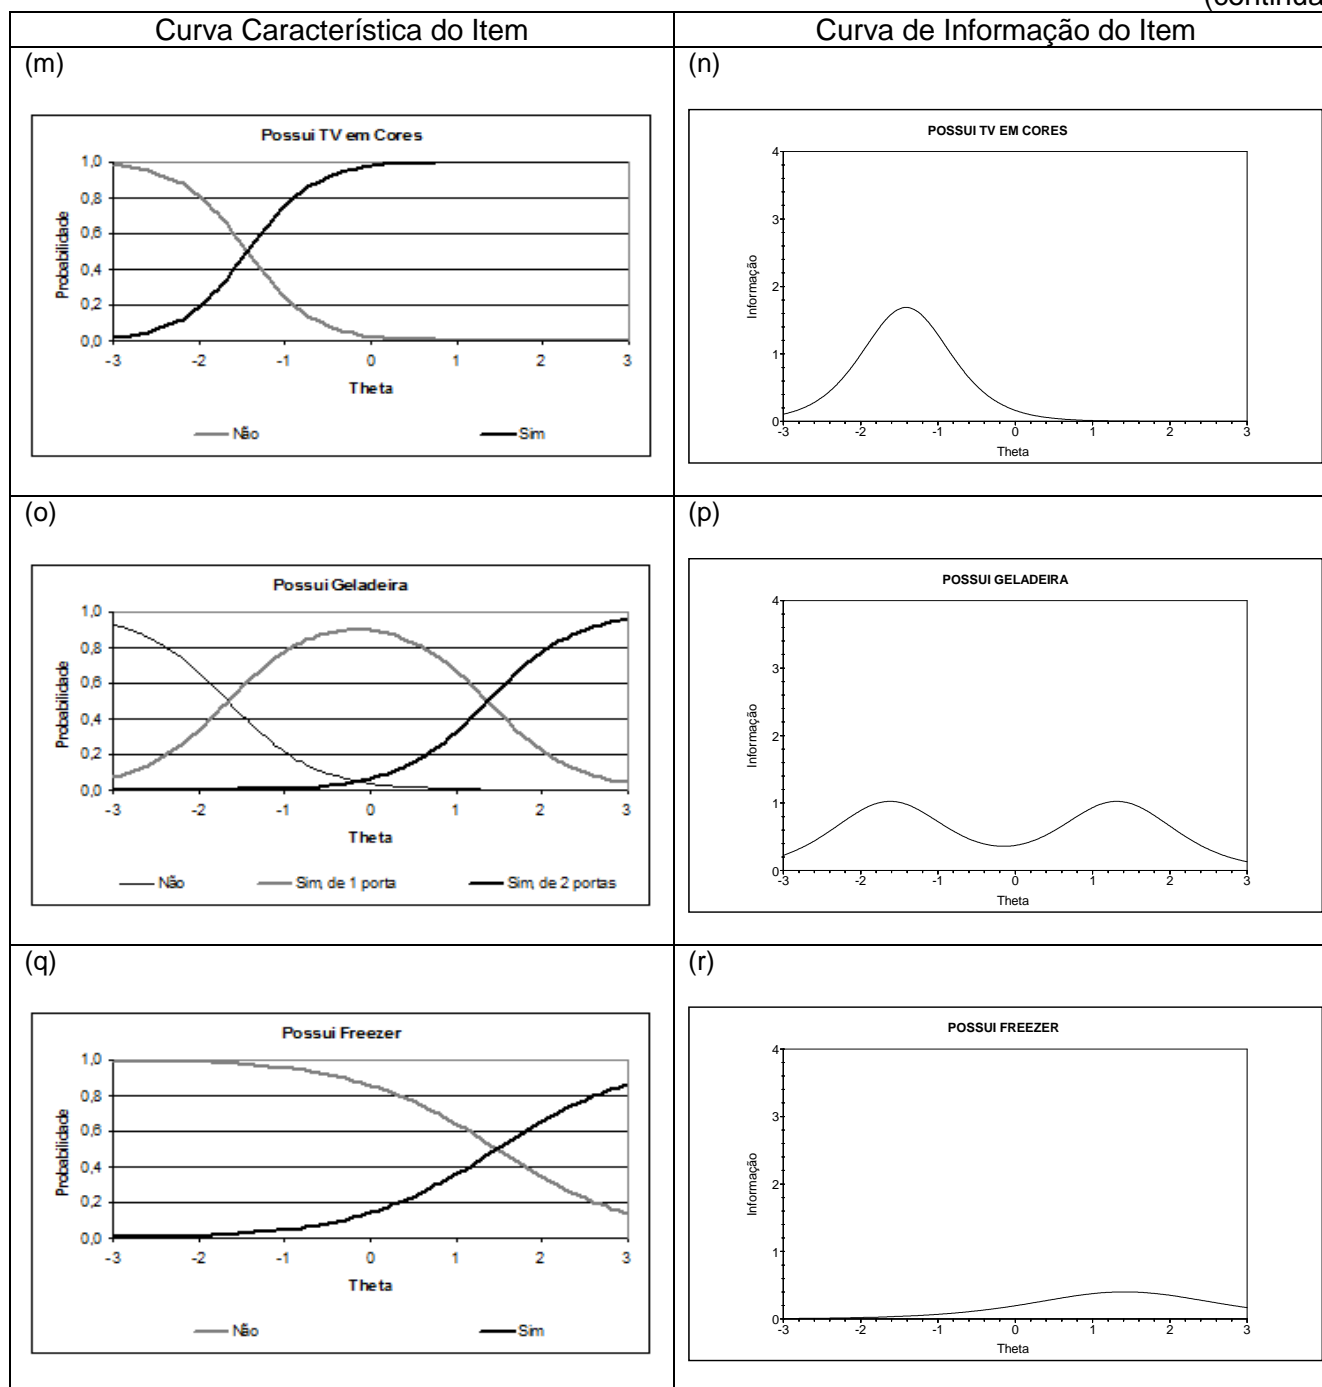 (continua
Curva Característica do Item
Curva de Informação do Item
(m)
(n)
Possui TV em Cores
1,0
0,8
0,6
0,4
0,2
0,0
Probabilidade
-3 -2 -1 0 1 2 3
Theta
Não Sim
POSSUI TV EM CORES
4
3
2
1
0
Informação
-3 -2 -1 0 1 2 3
Theta
(o)
(p)
Possui Geladeira
1,0
0,8
0,6
0,4
0,2
0,0
Probabilidade
-3 -2 -1 0 1 2 3
Theta
Não Sim, de 1 porta Sim, de 2 portas
POSSUI GELADEIRA
4
3
2
1
0
Informação
-3 -2 -1 0 1 2 3
Theta
(q)
(r)
Possui Freezer
1,0
0,8
0,6
0,4
0,2
0,0
Probabilidade
-3 -2 -1 0 1 2 3
Theta
Não Sim
POSSUI FREEZER
4
3
2
1
0
Informação
-3 -2 -1 0 1 2 3
Theta